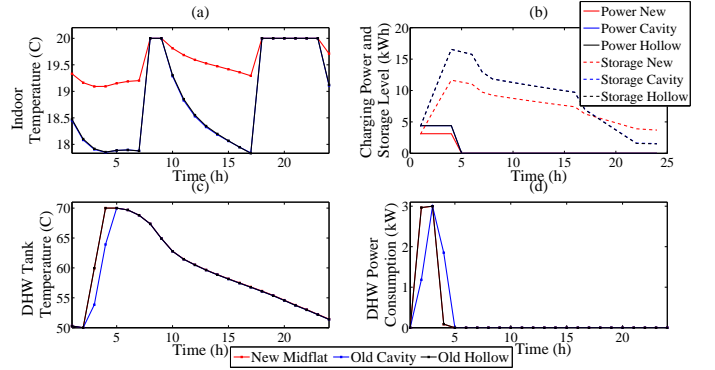 (a)
(b)
20
19.5
19
18.5
18
5
10
15
20
Time (h)
Indoor
Temperature (C)
20
15
10
5
0
0
5
10
15
20
25
Time (h)
Charging Power and
Storage Level (kWh)
Power New
Power Cavity
Power Hollow
Storage New
Storage Cavity
Storage Hollow
(c)
(d)
70
65
60
55
50
5
10
15
20
Time (h)
DHW Tank
Temperature (C)
3
2
1
0
5
10
15
20
Time (h)
DHW Power
Consumption (kW)
New Midflat
Old Cavity
Old Hollow